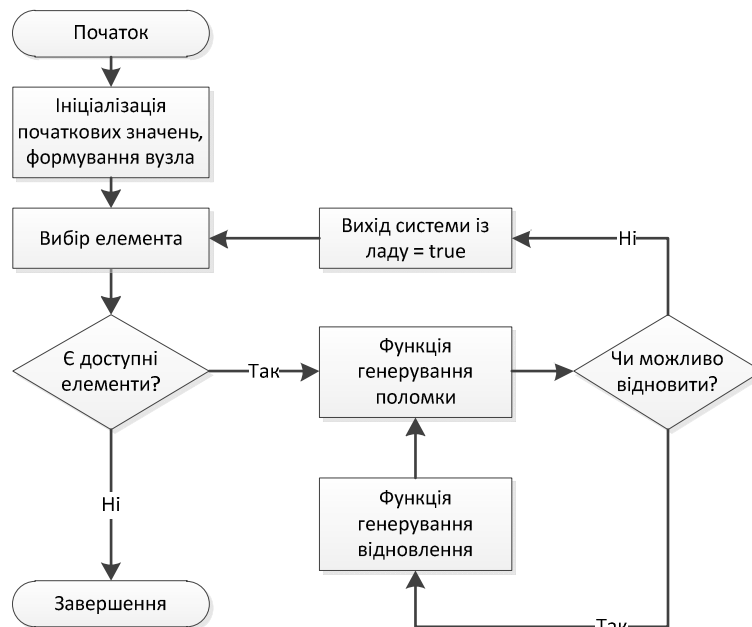 Початок
Ініціалізація
початкових значень,
формування вузла
Вибір елемента
Вихід системи із
ладу = true
Ні
Є доступні
елементи?
Так
Функція
генерування
поломки
Чи можливо
відновити?
Ні
Функція
генерування
відновлення
Завершення
Так